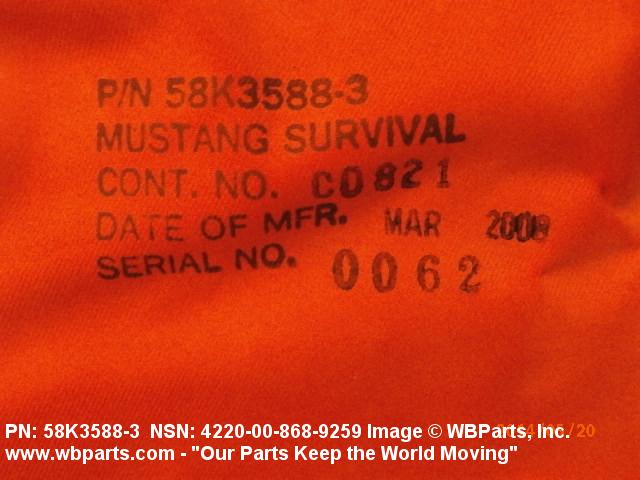 P/N 58K3588-3
MUSTANG SURVIVAL
CONT. NO. C0821
DATE OF MFR. MAR 2008
SERIAL NO. 0062
PN: 58K3588-3 NSN: 4220-00-868-9259 Image © WBParts, Inc.
www.wbparts.com - "Our Parts Keep the World Moving"